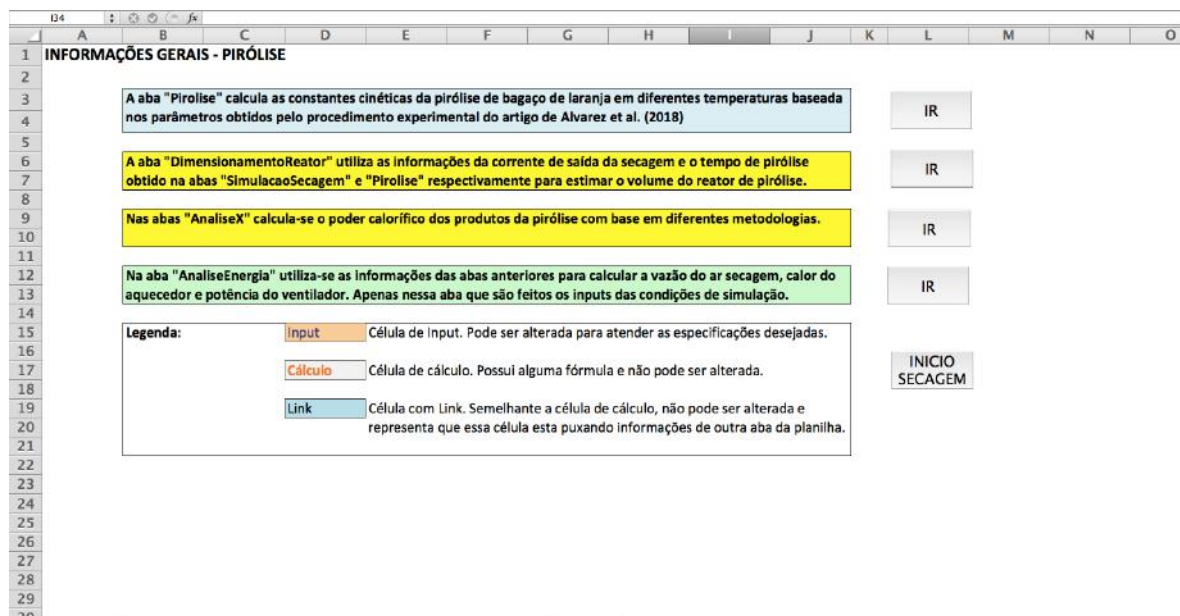 I34
fx
A B C D E F G H I J K L M N O
1 INFORMAÇÕES GERAIS - PIRÓLISE
2
3 A aba "Pirolise" calcula as constantes cinéticas da pirólise de bagaço de laranja em diferentes temperaturas baseada
4 nos parâmetros obtidos pelo procedimento experimental do artigo de Alvarez et al. (2018)
IR
5
6 A aba "DimensionamentoReator" utiliza as informações da corrente de saída da secagem e o tempo de pirólise
7 obtido na abas "SimulacaoSecagem" e "Pirolise" respectivamente para estimar o volume do reator de pirólise.
IR
8
9 Nas abas "AnaliseX" calcula-se o poder calorífico dos produtos da pirólise com base em diferentes metodologias.
10
IR
11
12 Na aba "AnaliseEnergia" utiliza-se as informações das abas anteriores para calcular a vazão do ar secagem, calor do
13 aquecedor e potência do ventilador. Apenas nessa aba que são feitos os inputs das condições de simulação.
IR
14
15 Legenda: Input Célula de Input. Pode ser alterada para atender as especificações desejadas.
16
17 Cálculo Célula de cálculo. Possui alguma fórmula e não pode ser alterada.
INICIO
SECAGEM
18
19 Link Célula com Link. Semelhante a célula de cálculo, não pode ser alterada e
20 representa que essa célula esta puxando informações de outra aba da planilha.
21
22
23
24
25
26
27
28
29